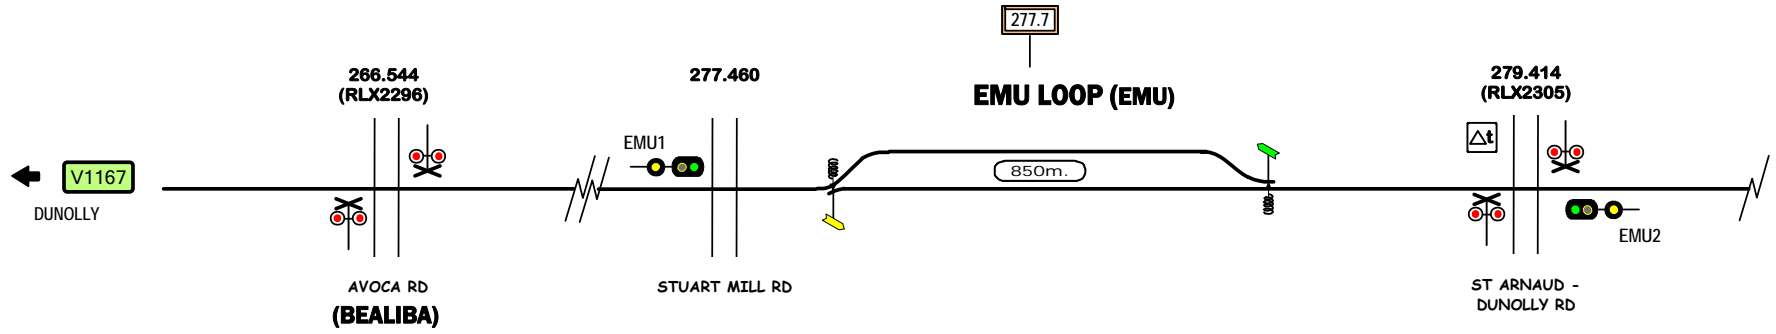 277.7
266.544
(RLX2296)
277.460
EMU LOOP (EMU)
279.414
(RLX2305)
EMU1
Δt
V1167
850m.
DUNOLLY
EMU2
AVOCA RD
(BEALIBA)
STUART MILL RD
ST ARNAUD -
DUNOLLY RD